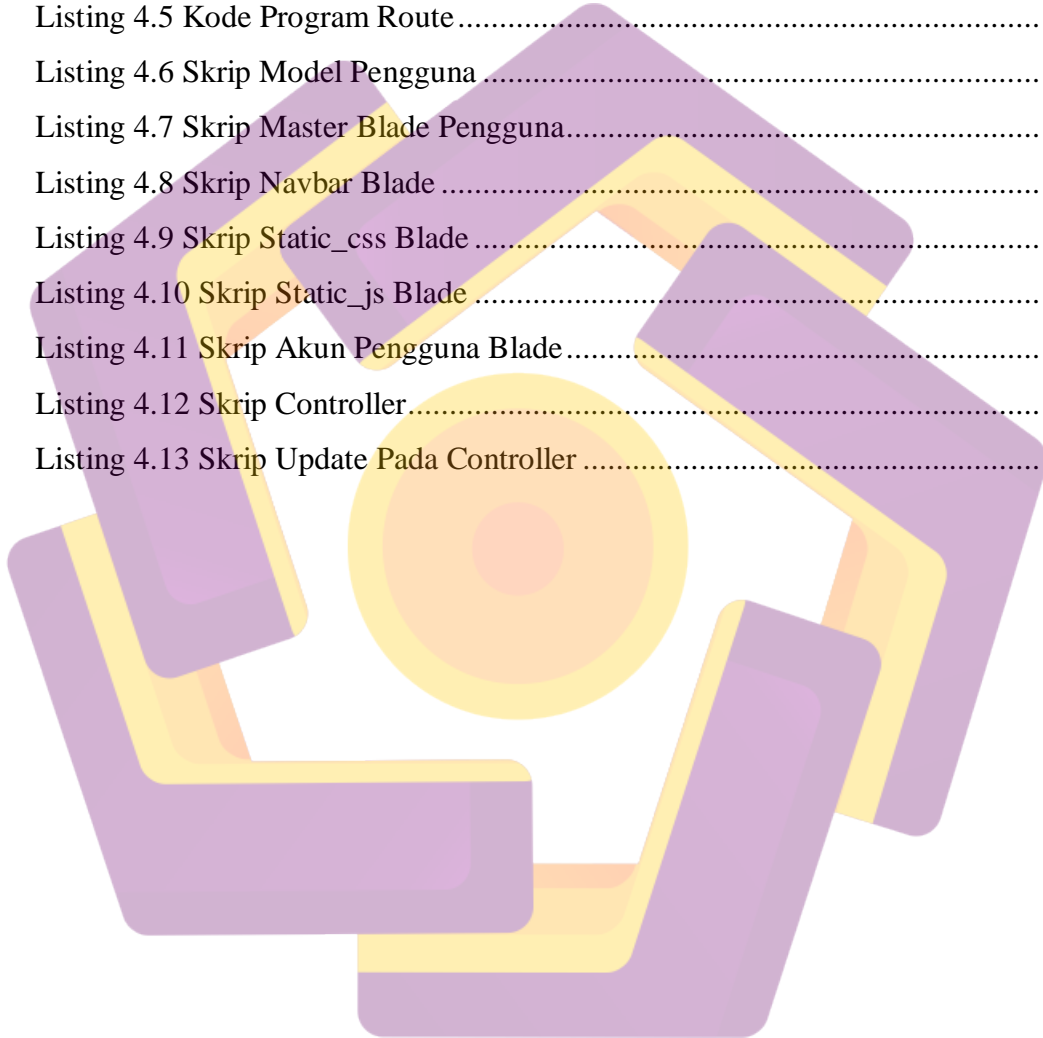 Listing 4.5 Kode Program Route........................................................................
Listing 4.6 Skrip Model Pengguna .....................................................................
Listing 4.7 Skrip Master Blade Pengguna..........................................................
Listing 4.8 Skrip Navbar Blade ..........................................................................
Listing 4.9 Skrip Static_css Blade ......................................................................
Listing 4.10 Skrip Static_js Blade .......................................................................
Listing 4.11 Skrip Akun Pengguna Blade..........................................................
Listing 4.12 Skrip Controller..............................................................................
Listing 4.13 Skrip Update Pada Controller ........................................................